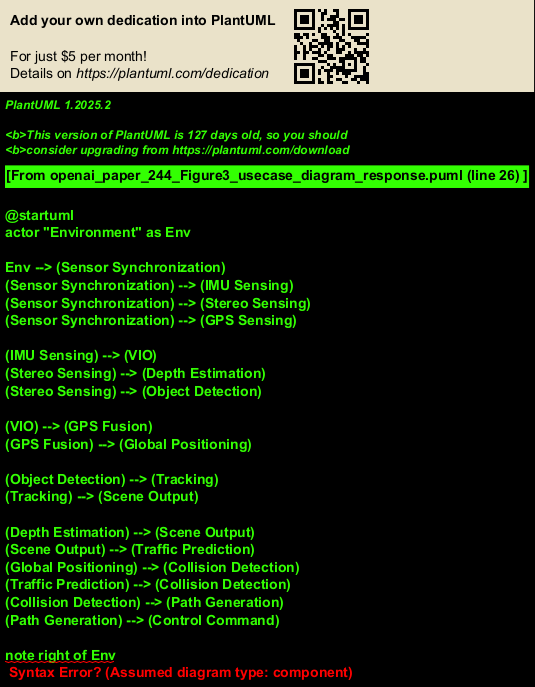 Add your own dedication into PlantUML
For just $5 per month!
Details on https://plantuml.com/dedication
PlantUML 1.2025.2
<b>This version of PlantUML is 127 days old, so you should
<b>consider upgrading from https://plantuml.com/download
[From openai_paper_244_Figure3_usecase_diagram_response.puml (line 26) ]
@startuml
actor "Environment" as Env
Env --> (Sensor Synchronization)
(Sensor Synchronization) --> (IMU Sensing)
(Sensor Synchronization) --> (Stereo Sensing)
(Sensor Synchronization) --> (GPS Sensing)
(IMU Sensing) --> (VIO)
(Stereo Sensing) --> (Depth Estimation)
(Stereo Sensing) --> (Object Detection)
(VIO) --> (GPS Fusion)
(GPS Fusion) --> (Global Positioning)
(Object Detection) --> (Tracking)
(Tracking) --> (Scene Output)
(Depth Estimation) --> (Scene Output)
(Scene Output) --> (Traffic Prediction)
(Global Positioning) --> (Collision Detection)
(Traffic Prediction) --> (Collision Detection)
(Collision Detection) --> (Path Generation)
(Path Generation) --> (Control Command)
note right of Env
Syntax Error? (Assumed diagram type: component)